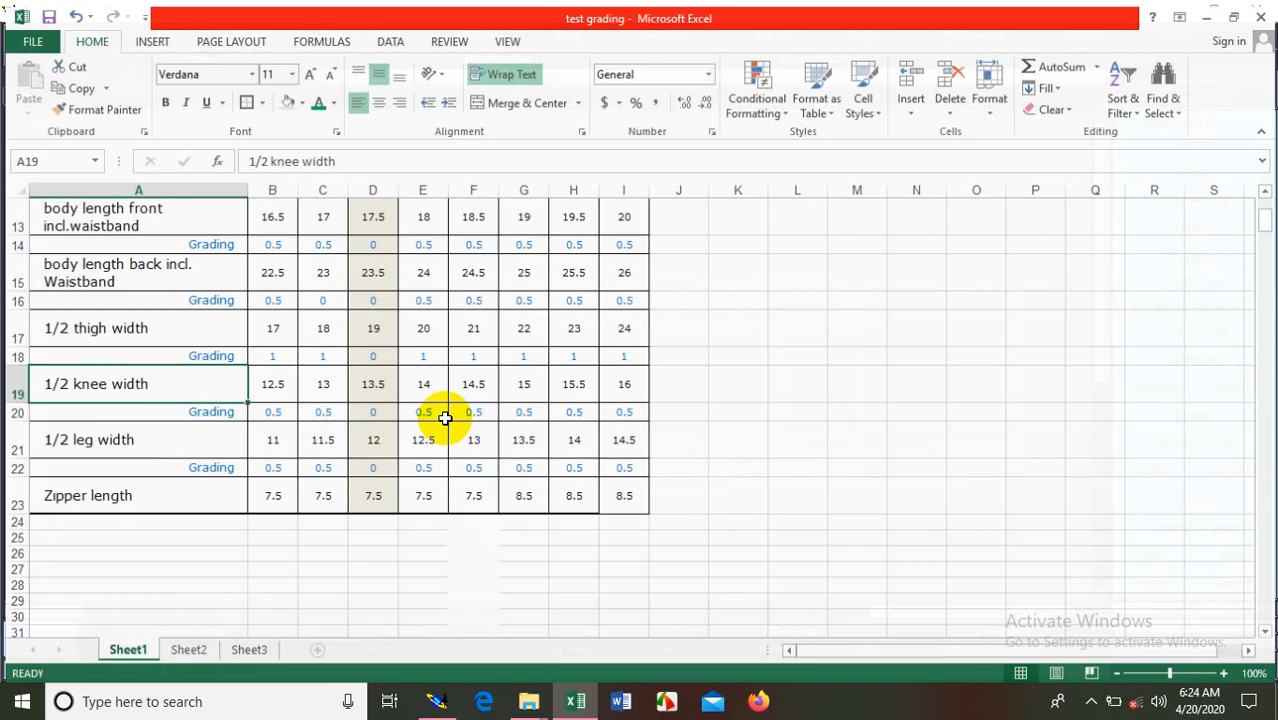 test grading - Microsoft Excel
FILE HOME INSERT PAGE LAYOUT FORMULAS DATA REVIEW VIEW Sign in
Paste Cut Copy Format Painter
Clipboard
Verdana 11
B I U
Font
Wrap Text
Merge & Center
Alignment
General
$ % ,
Number
Conditional Formatting Format as Table Cell Styles
Styles
Insert Delete Format
Cells
AutoSum Fill Clear Sort & Filter Find & Select
Editing
A19 fx 1/2 knee width
A B C D E F G H I J K L M N O P Q R S
13 body length front incl.waistband 16.5 17 17.5 18 18.5 19 19.5 20
14 Grading 0.5 0.5 0 0.5 0.5 0.5 0.5 0.5
15 body length back incl. Waistband 22.5 23 23.5 24 24.5 25 25.5 26
16 Grading 0.5 0 0 0.5 0.5 0.5 0.5 0.5
17 1/2 thigh width 17 18 19 20 21 22 23 24
18 Grading 1 1 0 1 1 1 1 1
19 1/2 knee width 12.5 13 13.5 14 14.5 15 15.5 16
20 Grading 0.5 0.5 0 0.5 0.5 0.5 0.5 0.5
21 1/2 leg width 11 11.5 12 12.5 13 13.5 14 14.5
22 Grading 0.5 0.5 0 0.5 0.5 0.5 0.5 0.5
23 Zipper length 7.5 7.5 7.5 7.5 7.5 8.5 8.5 8.5
24
25
26
27
28
29
30
31
Activate Windows
Go to Settings to activate Windows.
Sheet1 Sheet2 Sheet3
READY 100%
Type here to search
6:24 AM
4/20/2020